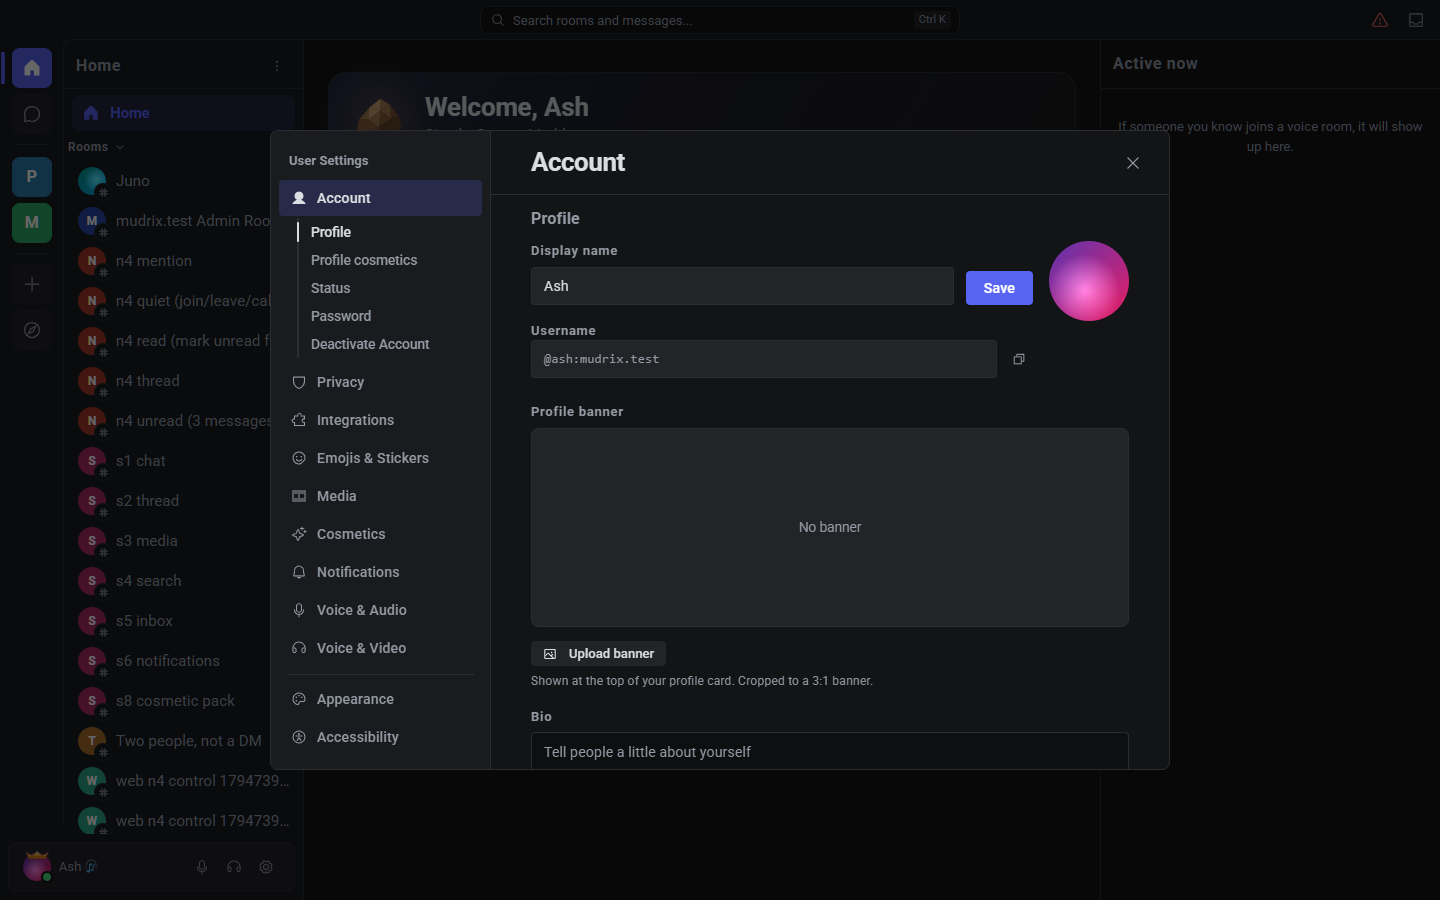 Search rooms and messages...
Ctrl K
Home
Home
Rooms
Juno
mudrix.test Admin Roo
n4 mention
n4 quiet (join/leave/cal
n4 read (mark unread f
n4 thread
n4 unread (3 messages
s1 chat
s2 thread
s3 media
s4 search
s5 inbox
s6 notifications
s8 cosmetic pack
Two people, not a DM
web n4 control 1794739...
web n4 control 1794739...
P
M
M
N
N
N
N
N
S
S
S
S
S
S
S
T
W
W
Ash
Welcome, Ash
Active now
If someone you know joins a voice room, it will show
up here.
User Settings
Account
Profile
Profile cosmetics
Status
Password
Deactivate Account
Privacy
Integrations
Emojis & Stickers
Media
Cosmetics
Notifications
Voice & Audio
Voice & Video
Appearance
Accessibility
Account
Profile
Display name
Ash
Save
Username
@ash:mudrix.test
Profile banner
No banner
Upload banner
Shown at the top of your profile card. Cropped to a 3:1 banner.
Bio
Tell people a little about yourself